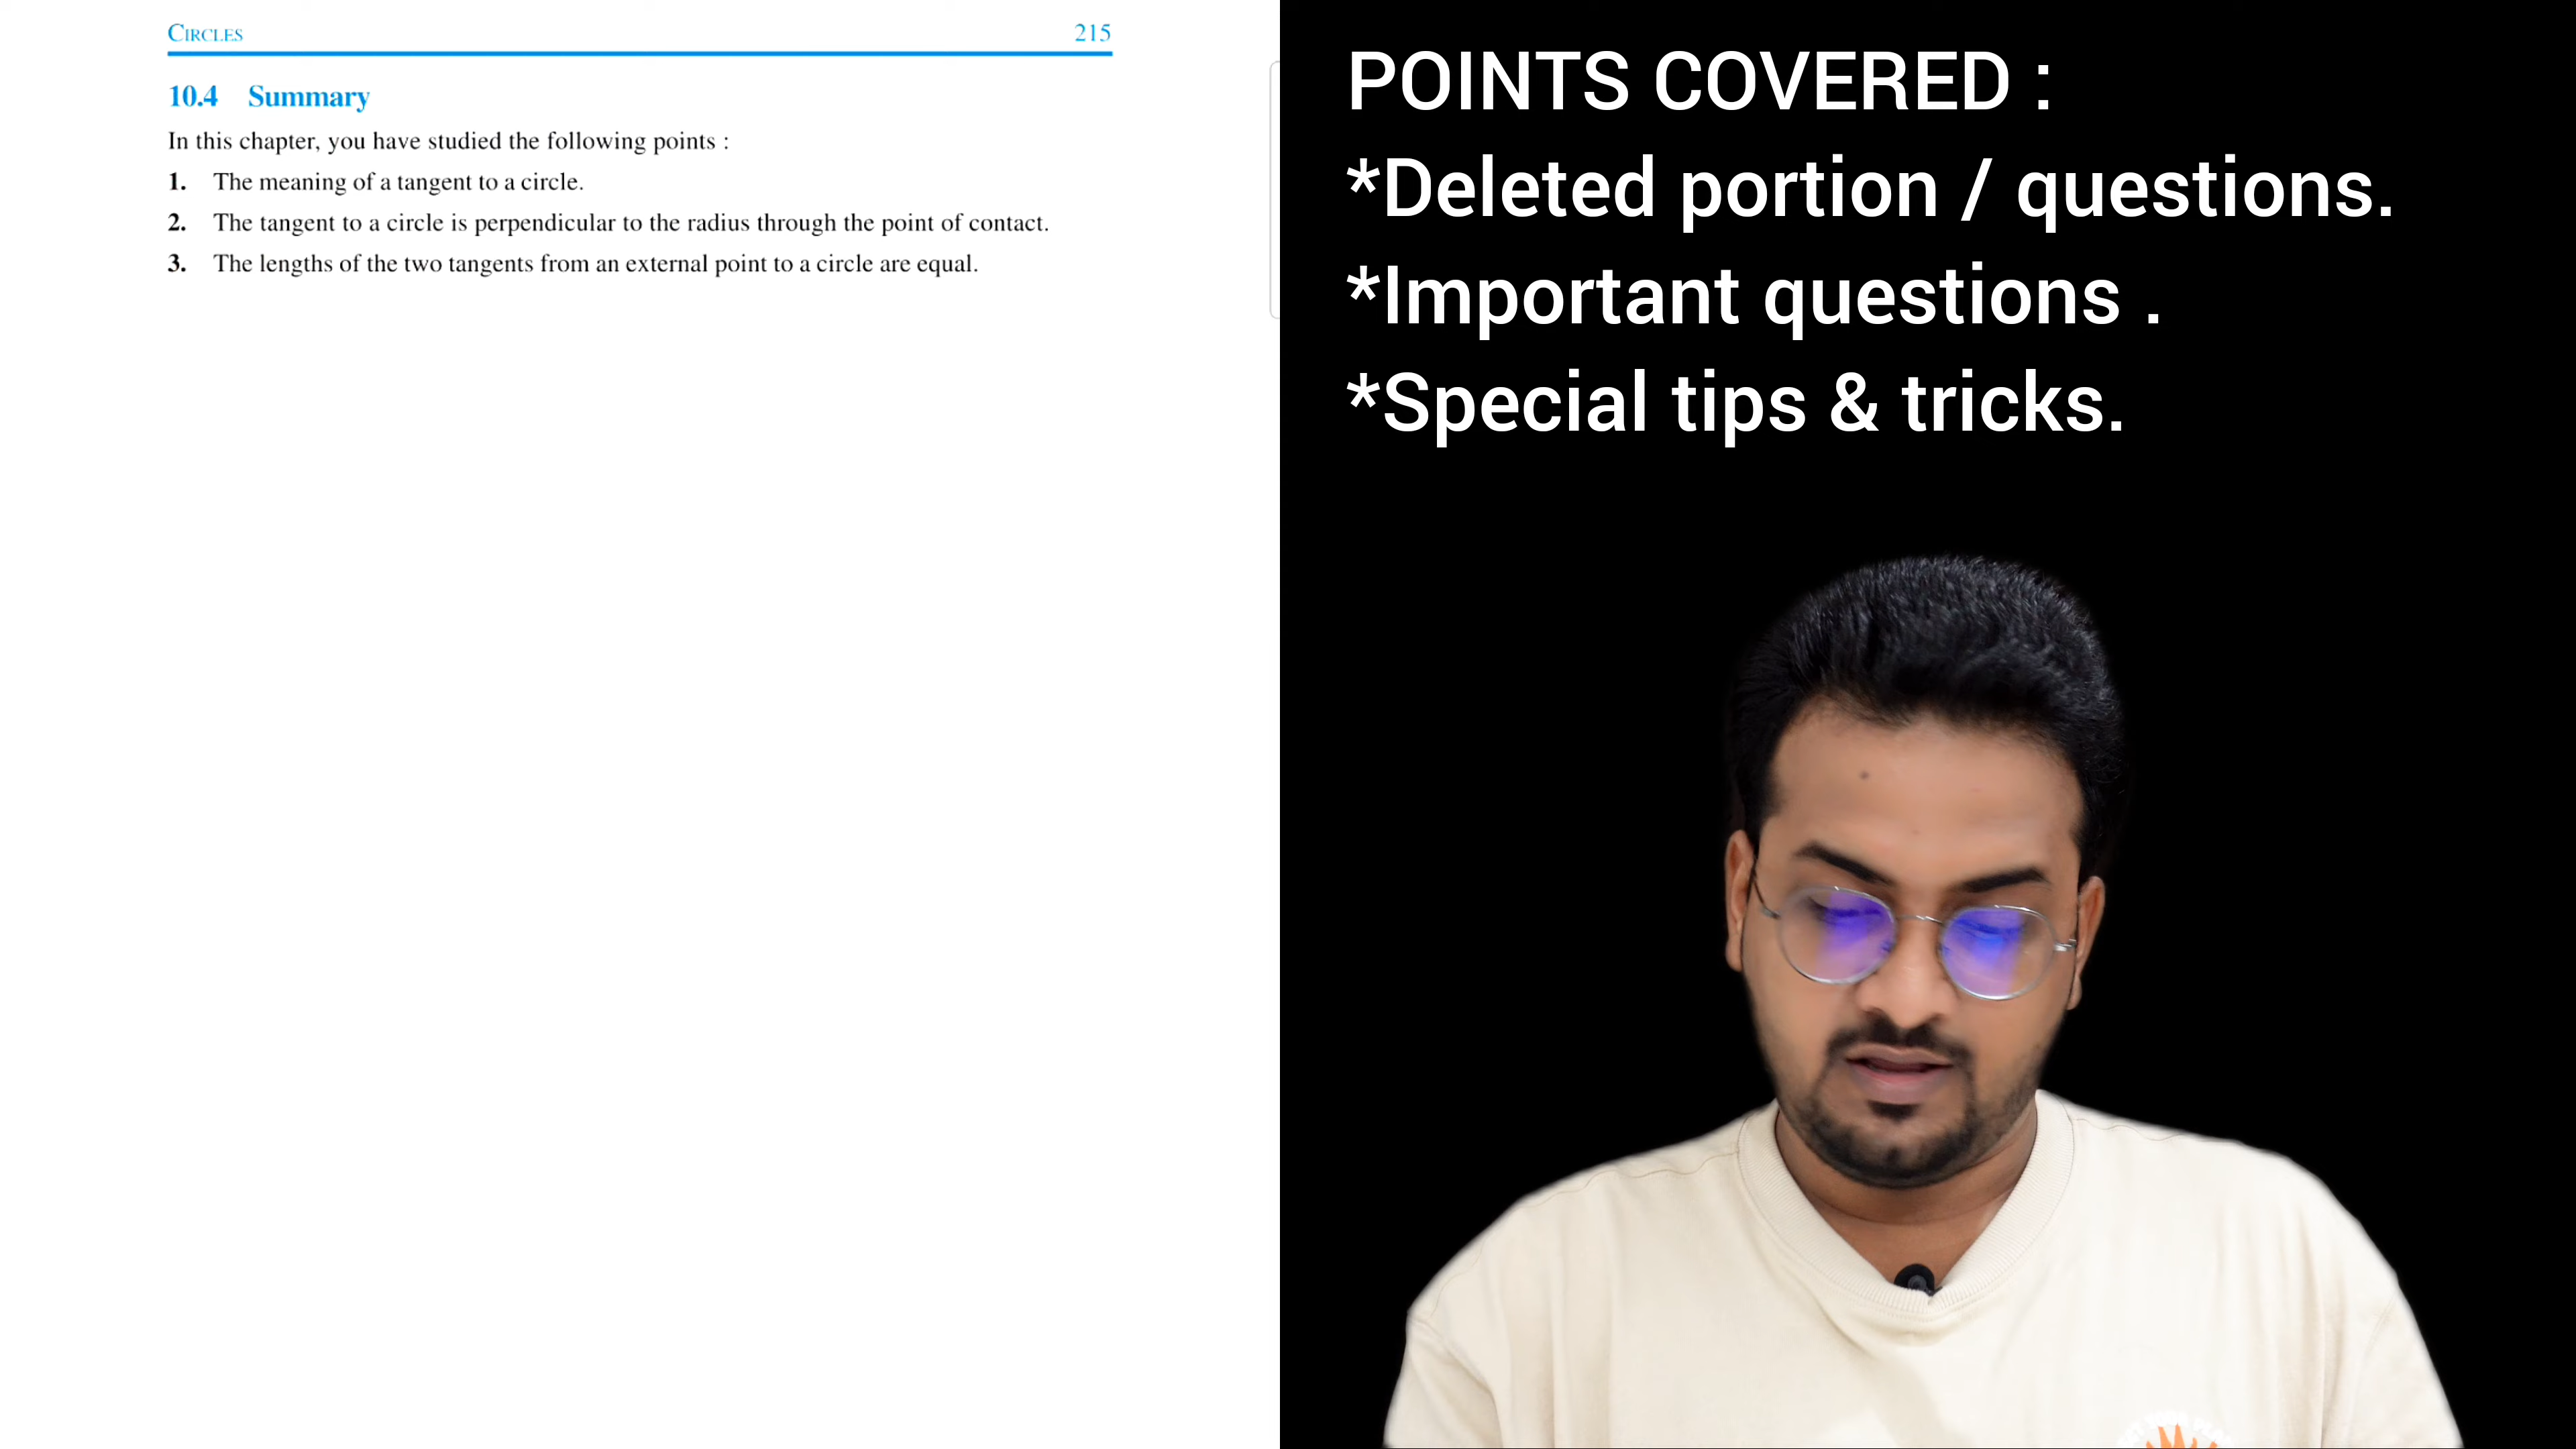 CIRCLES 215
10.4 Summary
In this chapter, you have studied the following points :
1. The meaning of a tangent to a circle.
2. The tangent to a circle is perpendicular to the radius through the point of contact.
3. The lengths of the two tangents from an external point to a circle are equal.
POINTS COVERED :
*Deleted portion / questions.
*Important questions .
*Special tips & tricks.